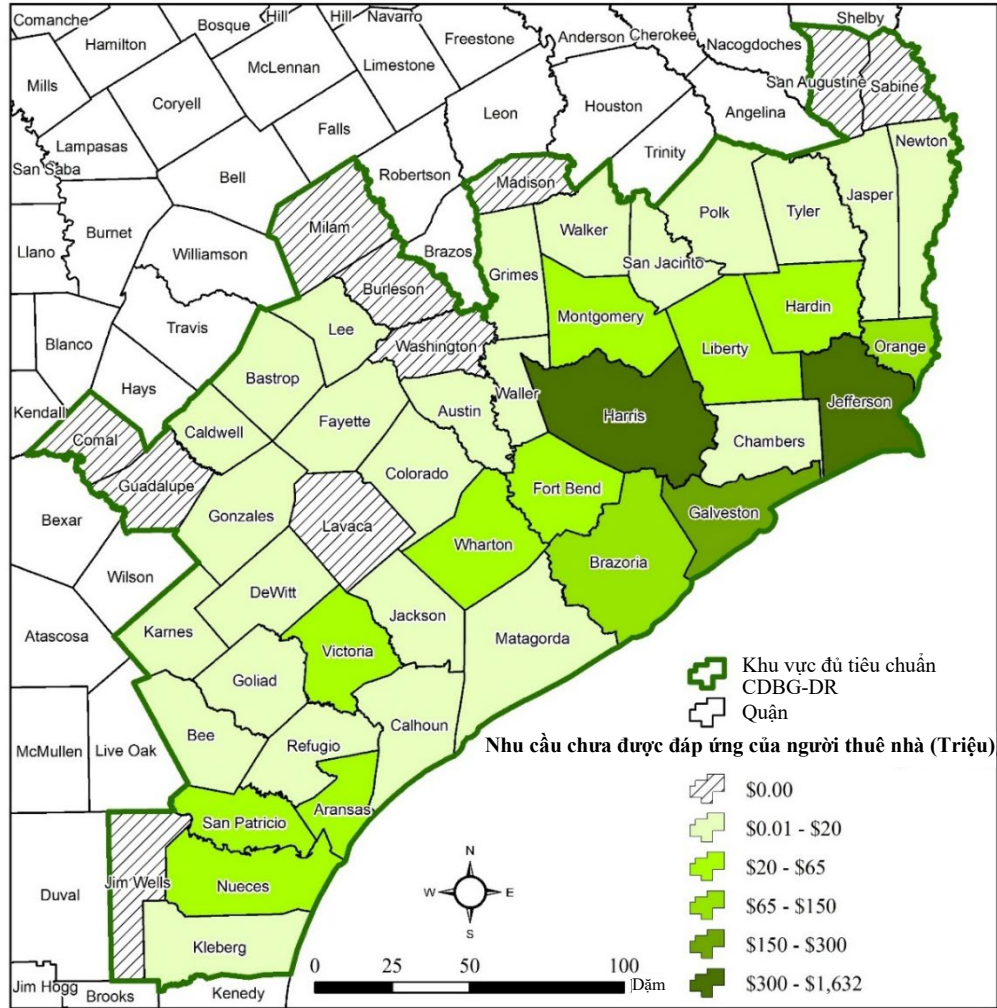 Comanche
Bosque
Hill
Hill
Navarro
Freestone
Anderson
Cherokee
Nacogdoches
Shelby
Hamilton
McLennan
Limestone
San Augustine
Sabine
Mills
Coryell
Leon
Houston
Angelina
Falls
Lampasas
San Saba
Bell
Robertson
Madison
Trinity
Newton
Milam
Walker
Polk
Tyler
Jasper
Burnet
Llano
Williamson
Brazos
Grimes
San Jacinto
Burleson
Montgomery
Hardin
Lee
Travis
Washington
Liberty
Orange
Blanco
Bastrop
Waller
Jefferson
Hays
Austin
Harris
Kendall
Caldwell
Fayette
Chambers
Comal
Colorado
Guadalupe
Fort Bend
Bexar
Gonzales
Lavaca
Galveston
Wharton
Brazoria
Wilson
DeWitt
Jackson
Atascosa
Karnes
Matagorda
Victoria
Goliad
Calhoun
Bee
Refugio
McMullen
Live Oak
Aransas
San Patricio
Duval
Jim Wells
Nueces
Kleberg
Jim Hogg
Brooks
Kenedy
Khu vực đủ tiêu chuẩn
CDBG-DR
Quận
Nhu cầu chưa được đáp ứng của người thuê nhà (Triệu)
$0.00
$0.01 - $20
$20 - $65
$65 - $150
$150 - $300
$300 - $1,632
N
W
E
S
0 25 50 100
Dặm